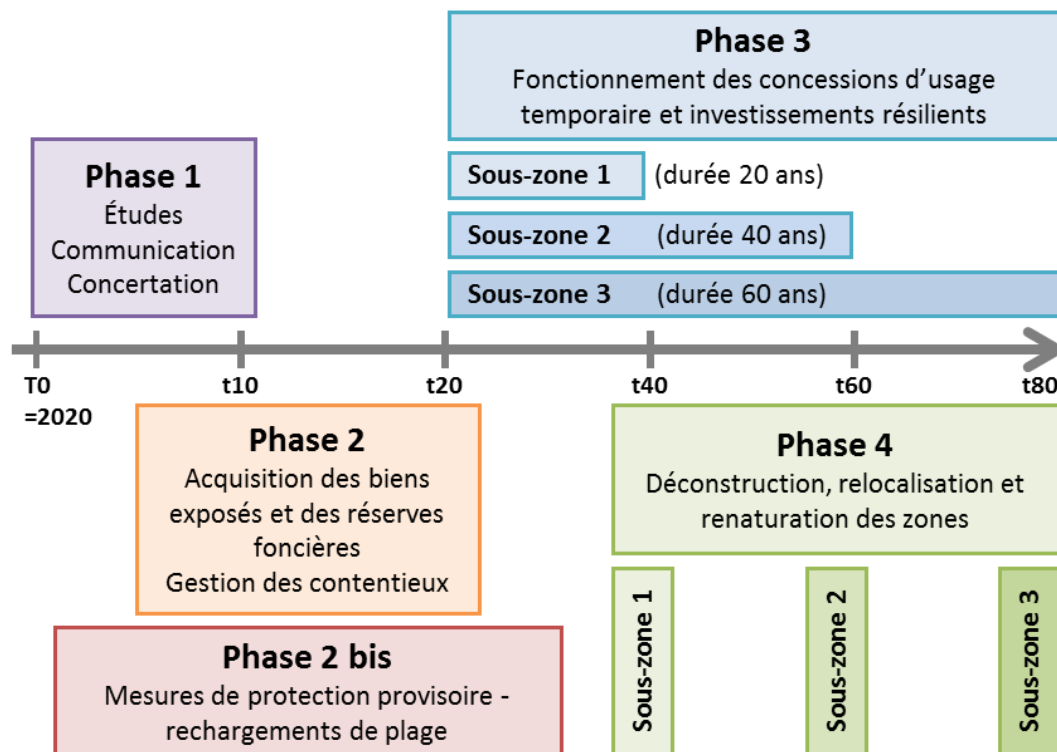 Phase 3
Fonctionnement des concessions d’usage
temporaire et investissements résilients
Phase 1
Études
Communication
Concertation
Sous-zone 1 (durée 20 ans)
Sous-zone 2 (durée 40 ans)
Sous-zone 3 (durée 60 ans)
T0 t10 t20 t40 t60 t80
=2020
Phase 2
Acquisition des biens
exposés et des réserves
foncières
Gestion des contentieux
Phase 4
Déconstruction, relocalisation et
renaturation des zones
Sous-zone 1
Sous-zone 2
Sous-zone 3
Phase 2 bis
Mesures de protection provisoire -
rechargements de plage